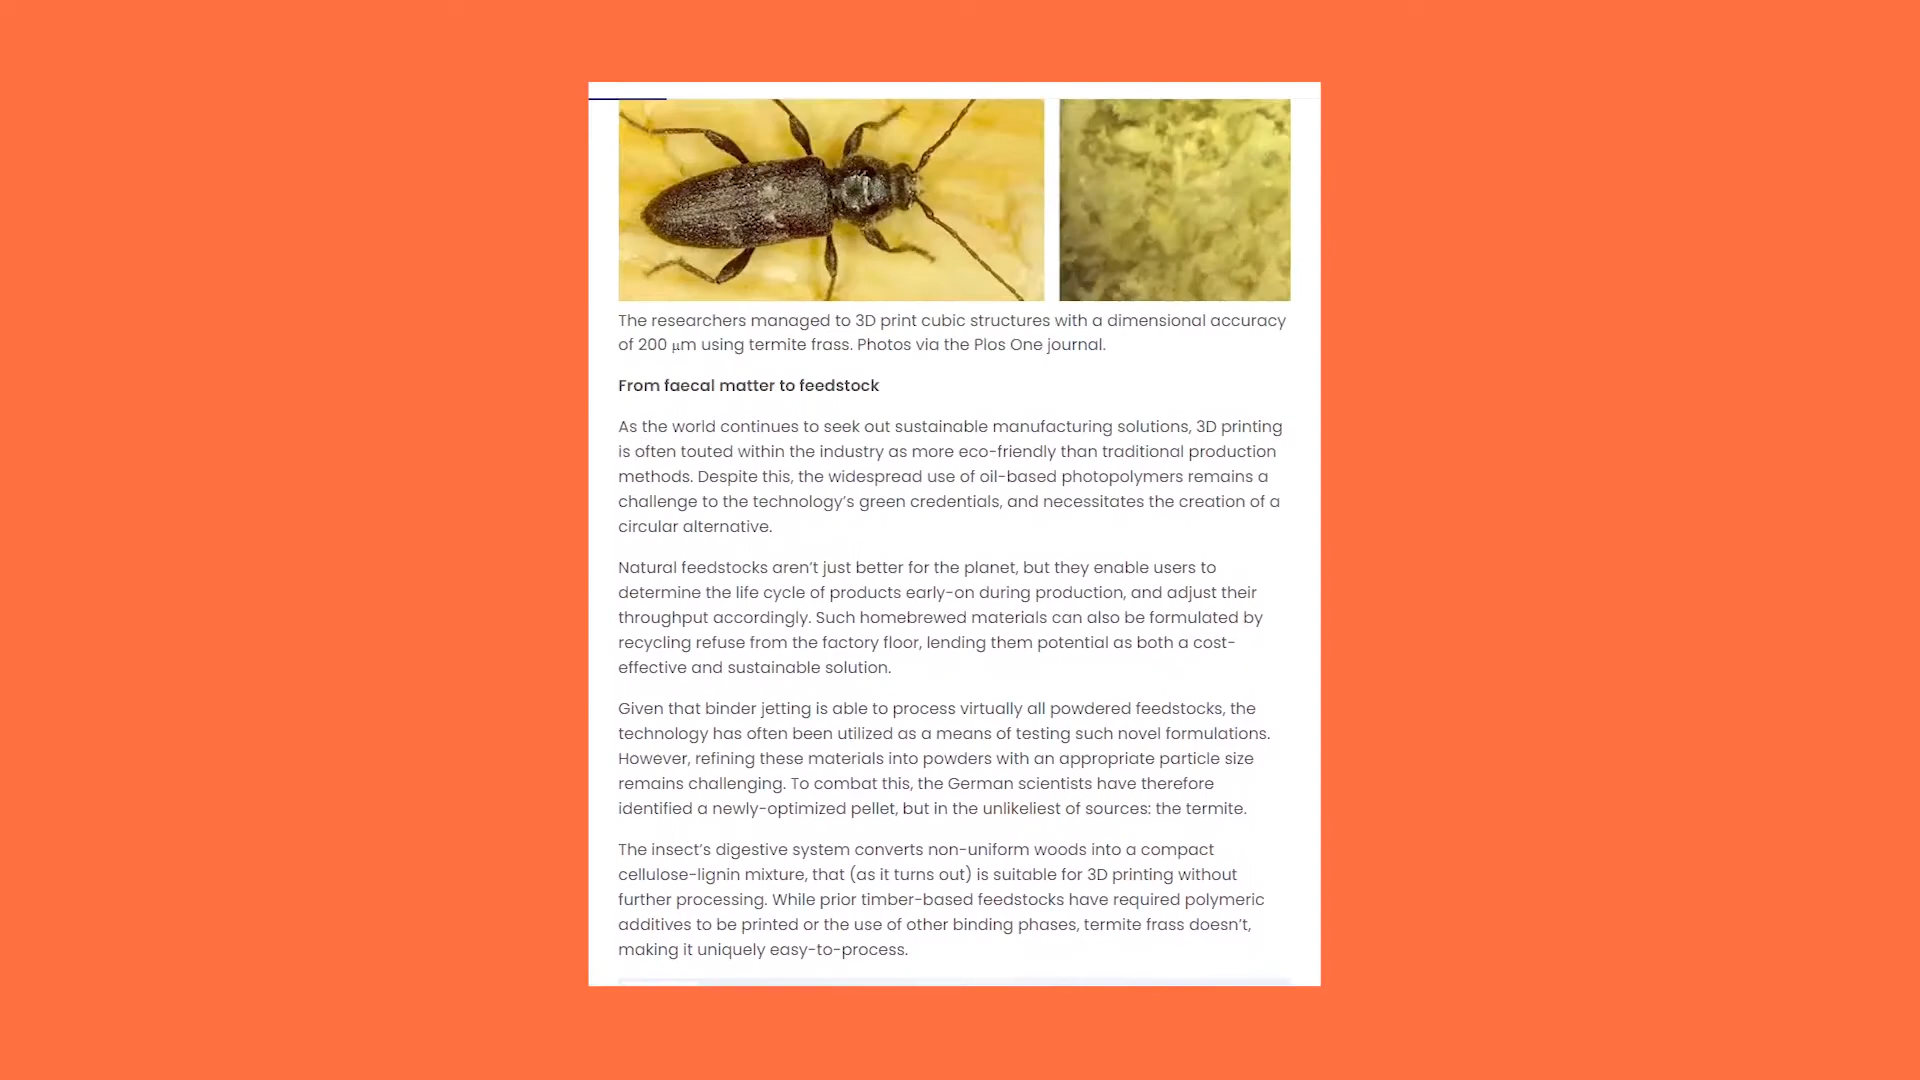 The researchers managed to 3D print cubic structures with a dimensional accuracy
of 200 μm using termite frass. Photos via the Plos One journal.
From faecal matter to feedstock
As the world continues to seek out sustainable manufacturing solutions, 3D printing
is often touted within the industry as more eco-friendly than traditional production
methods. Despite this, the widespread use of oil-based photopolymers remains a
challenge to the technology’s green credentials, and necessitates the creation of a
circular alternative.
Natural feedstocks aren’t just better for the planet, but they enable users to
determine the life cycle of products early-on during production, and adjust their
throughput accordingly. Such homebrewed materials can also be formulated by
recycling refuse from the factory floor, lending them potential as both a cost-
effective and sustainable solution.
Given that binder jetting is able to process virtually all powdered feedstocks, the
technology has often been utilized as a means of testing such novel formulations.
However, refining these materials into powders with an appropriate particle size
remains challenging. To combat this, the German scientists have therefore
identified a newly-optimized pellet, but in the unlikeliest of sources: the termite.
The insect’s digestive system converts non-uniform woods into a compact
cellulose-lignin mixture, that (as it turns out) is suitable for 3D printing without
further processing. While prior timber-based feedstocks have required polymeric
additives to be printed or the use of other binding phases, termite frass doesn’t,
making it uniquely easy-to-process.